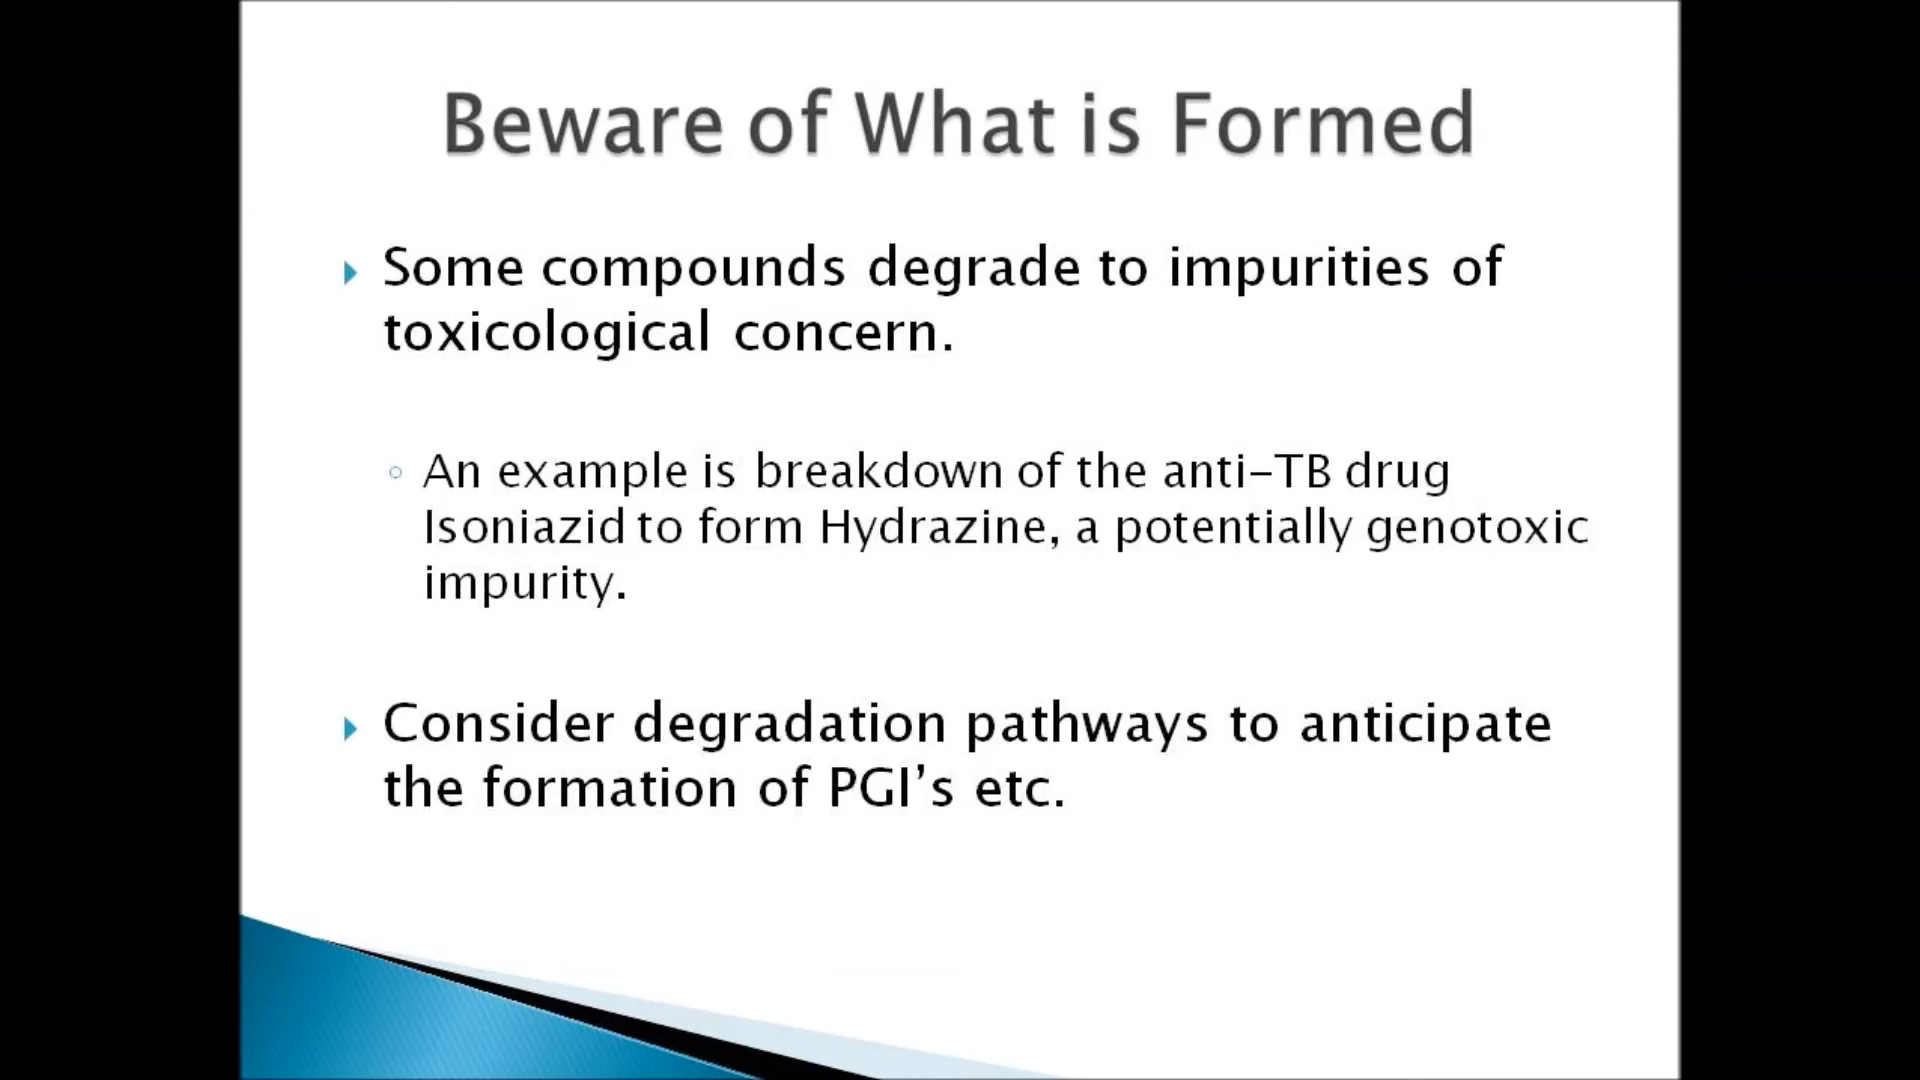 Beware of What is Formed
Some compounds degrade to impurities of
toxicological concern.
An example is breakdown of the anti-TB drug
Isoniazid to form Hydrazine, a potentially genotoxic
impurity.
Consider degradation pathways to anticipate
the formation of PGI’s etc.